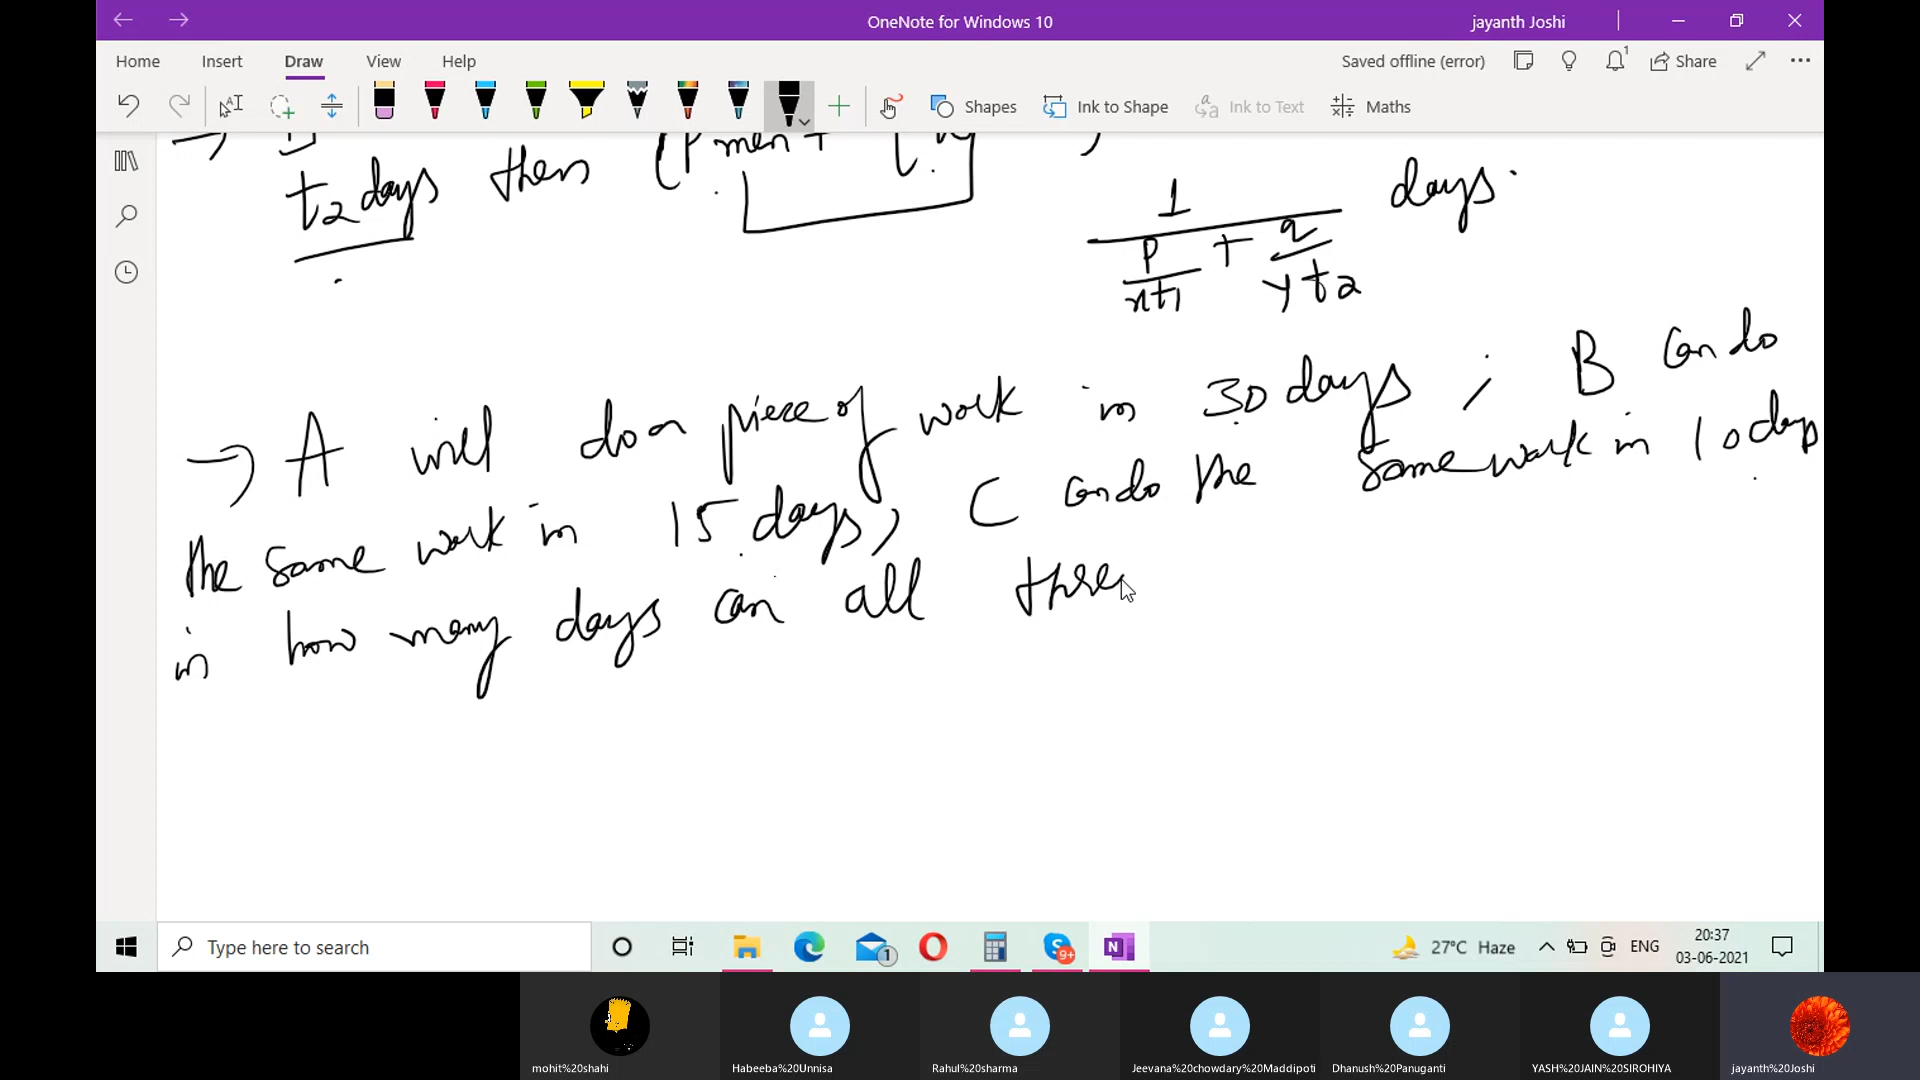 OneNote for Windows 10
jayanth Joshi
Home Insert Draw View Help
Saved offline (error)
1
Share
Shapes
Ink to Shape
Ink to Text
Maths
→
t2 days then (P men +
1
P/xt1 + q/yt2
days.
→ A will do a piece of work in 30 days, B can do
the same work in 15 days, C can do the same work in 10 days
in how many days can all three
Type here to search
1
9+
N
27°C Haze
ENG
20:37
03-06-2021
mohit%20shahi
Habeeba%20Unnisa
Rahul%20sharma
Jeevana%20chowdary%20Maddipoti
Dhanush%20Panuganti
YASH%20JAIN%20SIROHIYA
jayanth%20Joshi